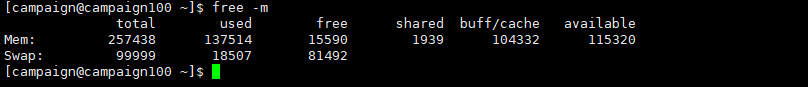 [campaign@campaign100 ~]$ free -m
total used free shared buff/cache available
Mem: 257438 137514 15590 1939 104332 115320
Swap: 99999 18507 81492
[campaign@campaign100 ~]$